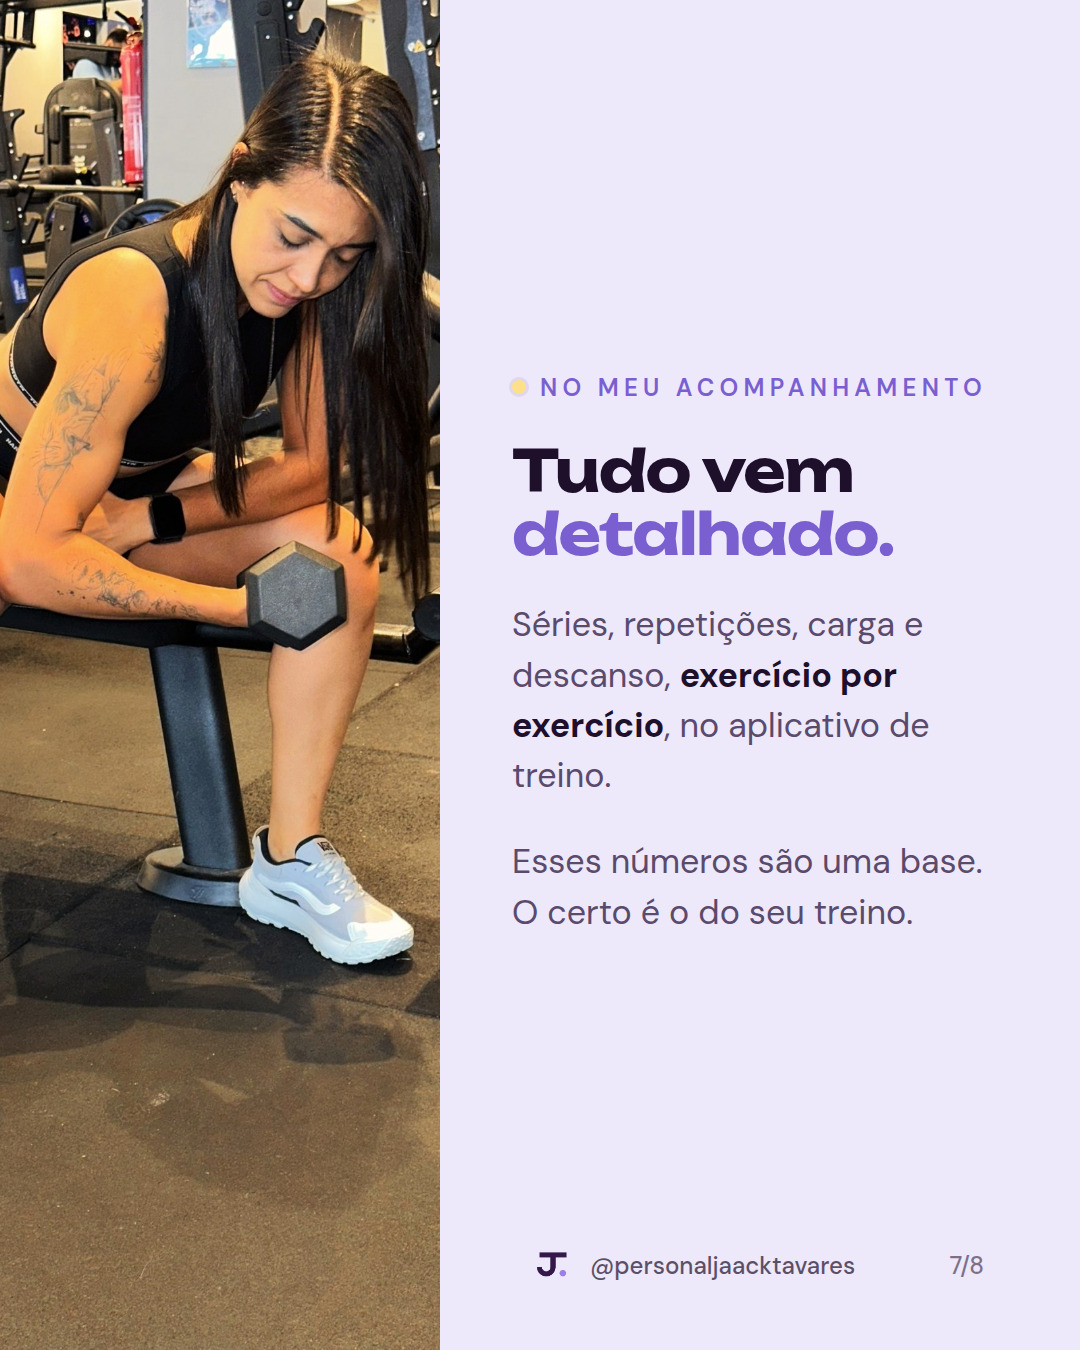 NO MEU ACOMPANHAMENTO
Tudo vem
detalhado.
Séries, repetições, carga e
descanso, exercício por
exercício, no aplicativo de
treino.
Esses números são uma base.
O certo é o do seu treino.
J. @personaljaacktavares 7/8